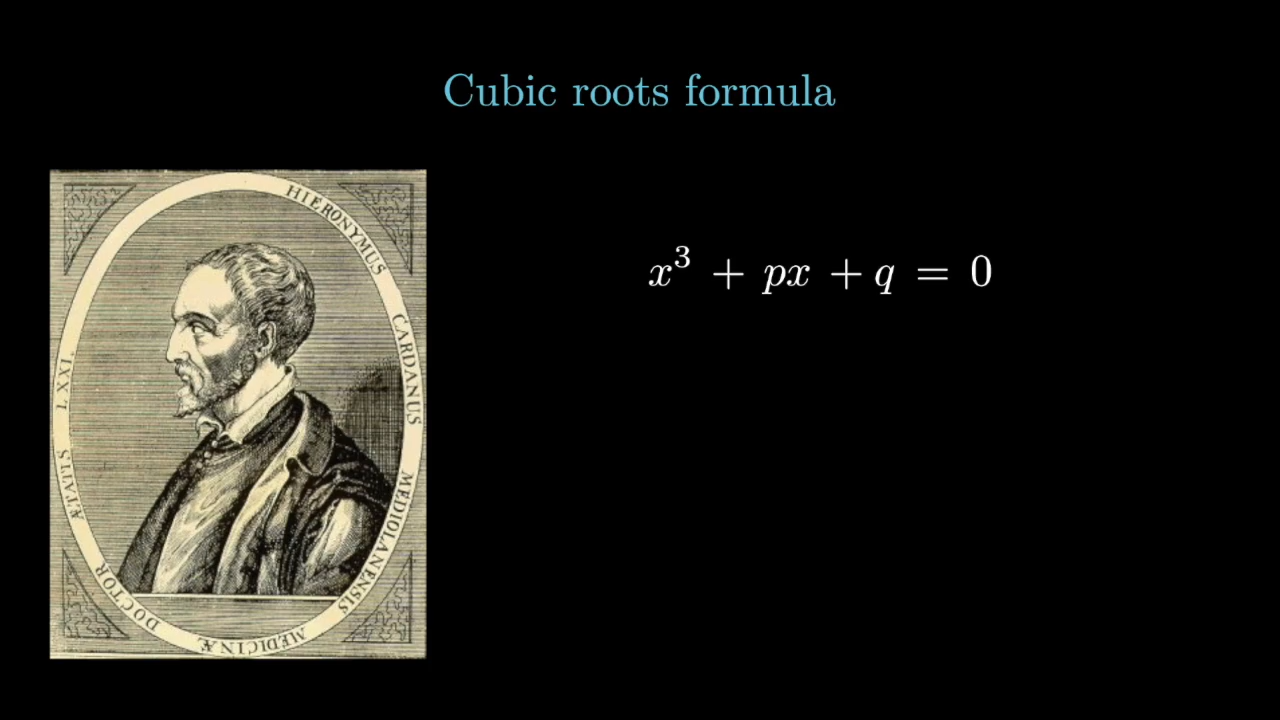 Cubic roots formula
HIERONYMUS CARDANUS MEDIOLANENSIS MEDICINÆ DOCTOR ÆTATIS LXXI.
x³ + px + q = 0